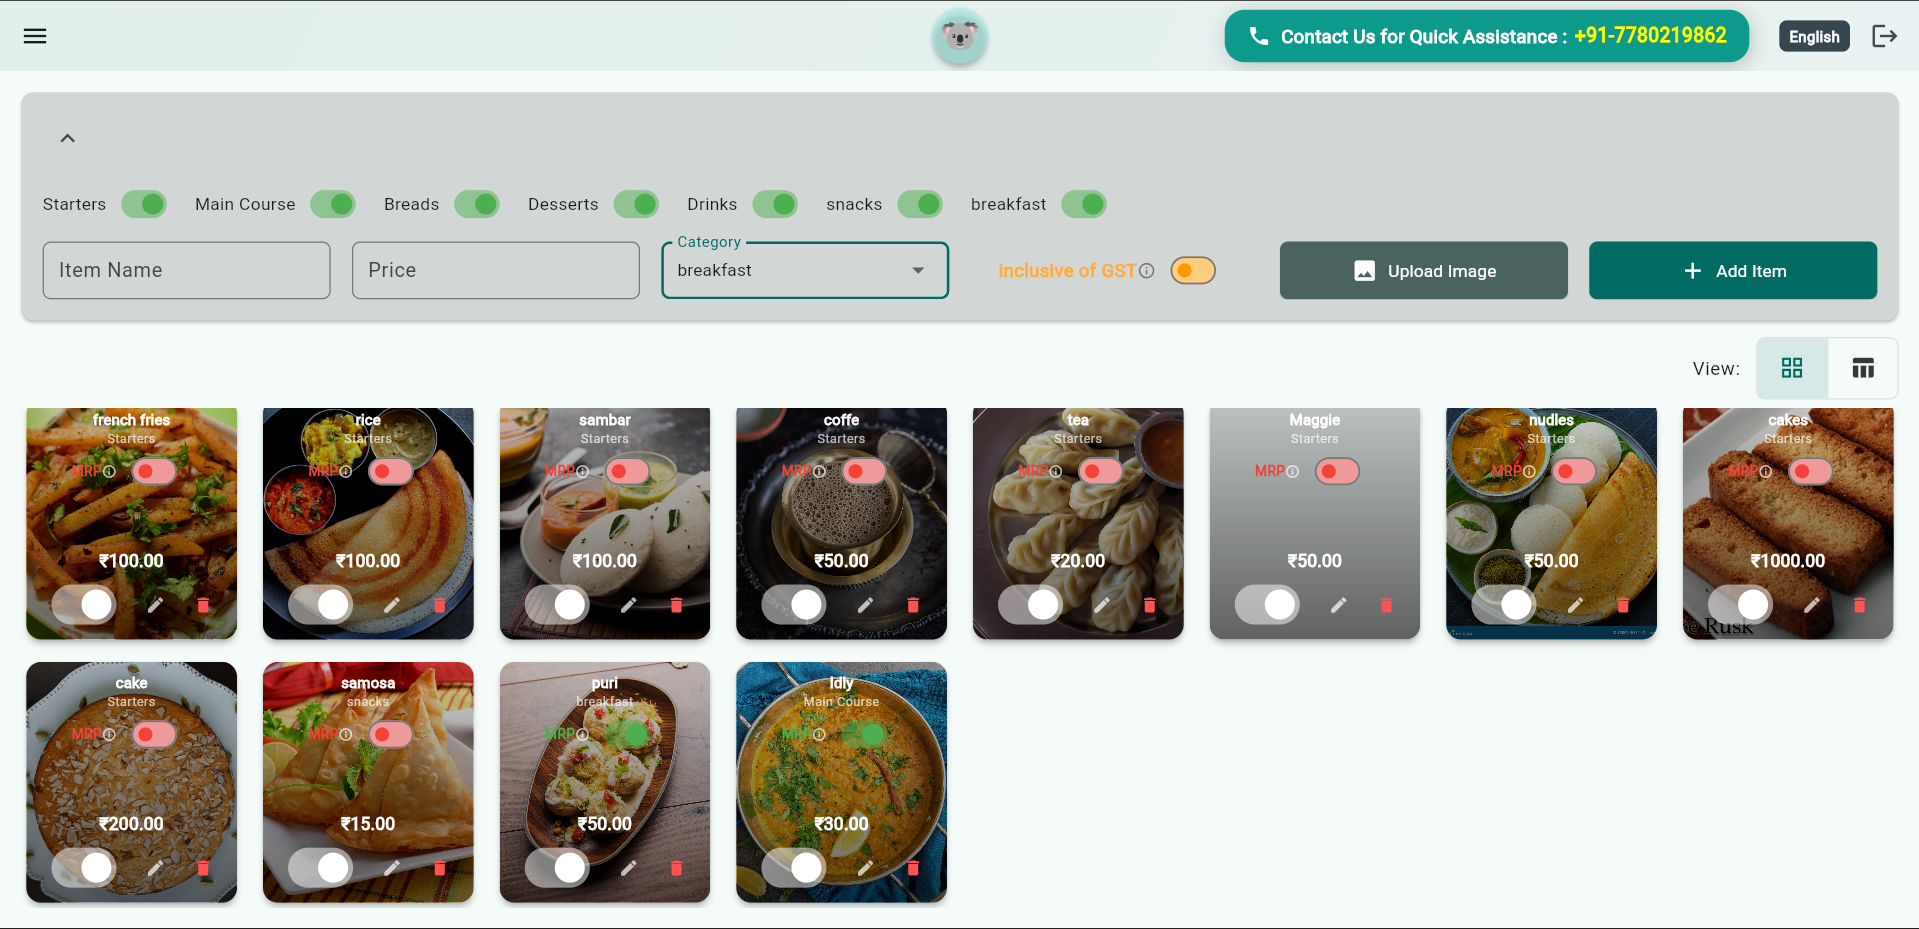 Contact Us for Quick Assistance : +91-7780219862
English
Starters Main Course Breads Desserts Drinks snacks breakfast
Item Name
Price
Category
breakfast
Inclusive of GST
Upload Image
Add Item
View:
french fries
Starters
MRP
₹100.00
rice
Starters
MRP
₹100.00
sambar
Starters
MRP
₹100.00
coffe
Starters
MRP
₹50.00
tea
Starters
MRP
₹20.00
Maggie
Starters
MRP
₹50.00
nudles
Starters
MRP
₹50.00
cakes
Starters
MRP
₹1000.00
e Rusk
cake
Starters
MRP
₹200.00
samosa
snacks
MRP
₹15.00
puri
breakfast
MRP
₹50.00
idly
Main Course
MRP
₹30.00